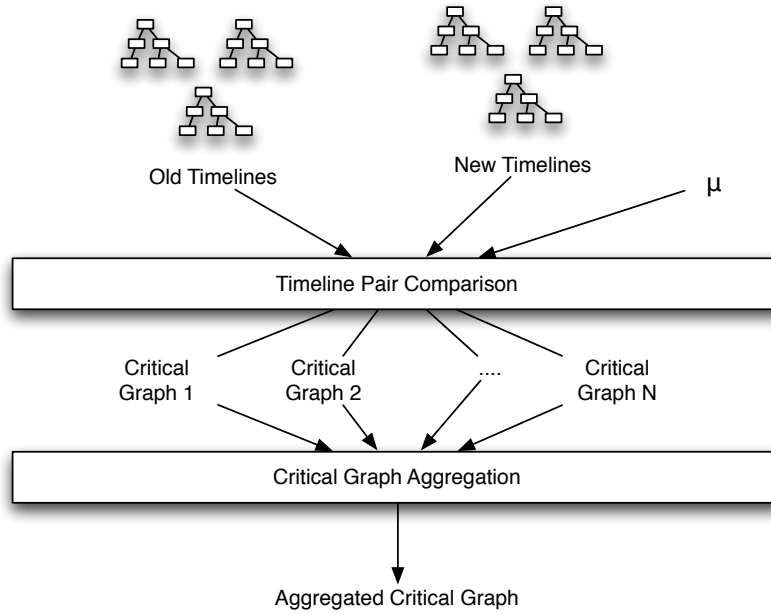 Old Timelines
New Timelines
μ
Timeline Pair Comparison
Critical
Graph 1
Critical
Graph 2
....
Critical
Graph N
Critical Graph Aggregation
Aggregated Critical Graph